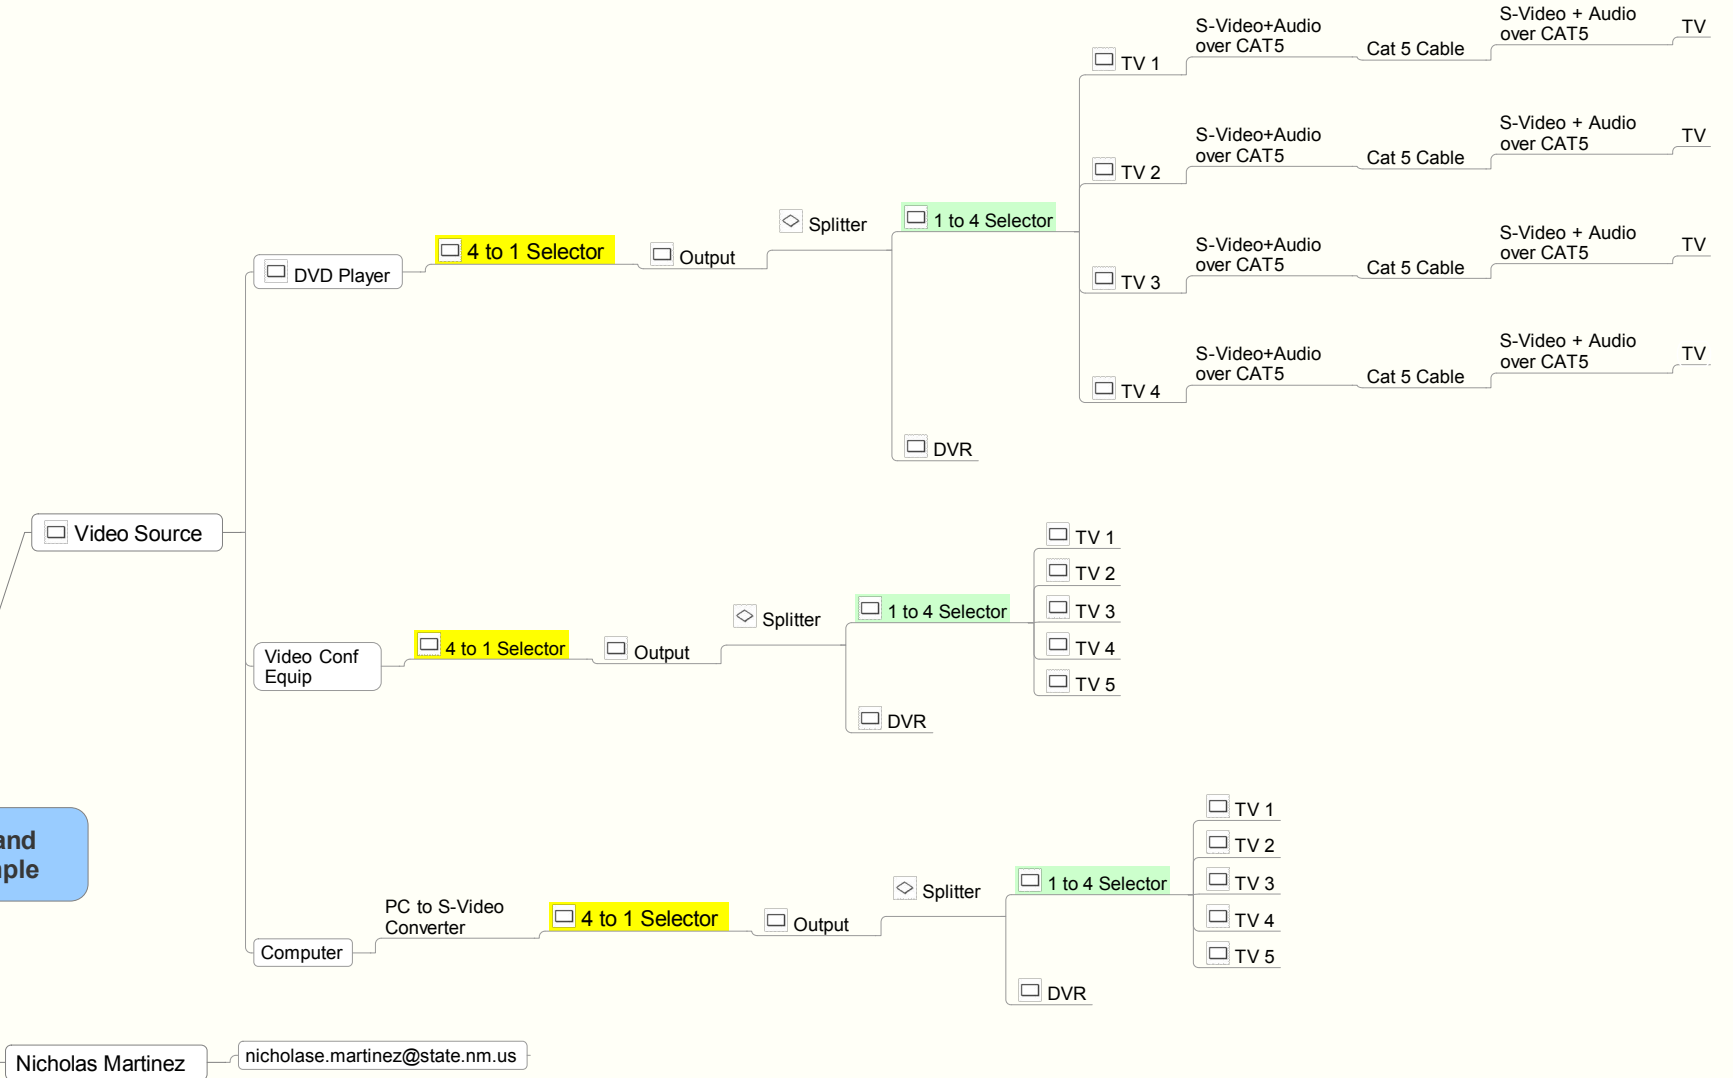 S-Video+Audio
over CAT5
Cat 5 Cable
S-Video + Audio
over CAT5
TV
TV 1
S-Video+Audio
over CAT5
Cat 5 Cable
S-Video + Audio
over CAT5
TV
TV 2
Splitter
1 to 4 Selector
4 to 1 Selector
Output
DVD Player
S-Video+Audio
over CAT5
Cat 5 Cable
S-Video + Audio
over CAT5
TV
TV 3
S-Video+Audio
over CAT5
Cat 5 Cable
S-Video + Audio
over CAT5
TV
TV 4
DVR
Video Source
TV 1
TV 2
TV 3
TV 4
TV 5
Splitter
1 to 4 Selector
Video Conf
Equip
4 to 1 Selector
Output
DVR
and
TV 1
TV 2
TV 3
TV 4
TV 5
Splitter
1 to 4 Selector
PC to S-Video
Converter
4 to 1 Selector
Output
Computer
DVR
Nicholas Martinez
nicholase.martinez@state.nm.us